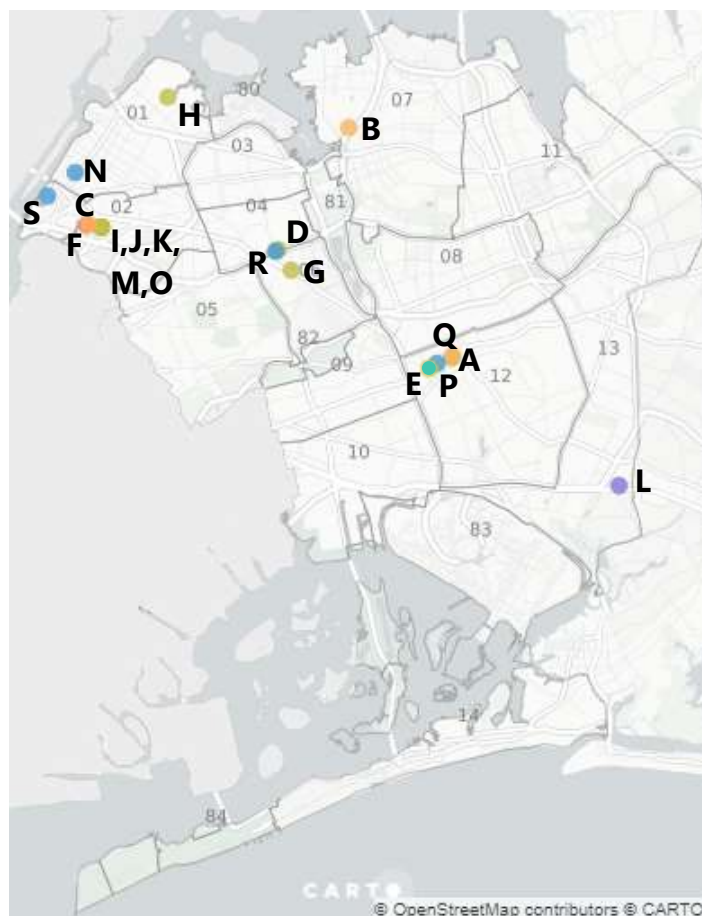 80
07
01
H
B
03
11
N
04
81
02
C
S
F
I,J,K,
M,O
D
R
G
08
05
82
09
Q
A
E
P
12
13
10
L
83
14
84
CARTO
© OpenStreetMap contributors © CARTO